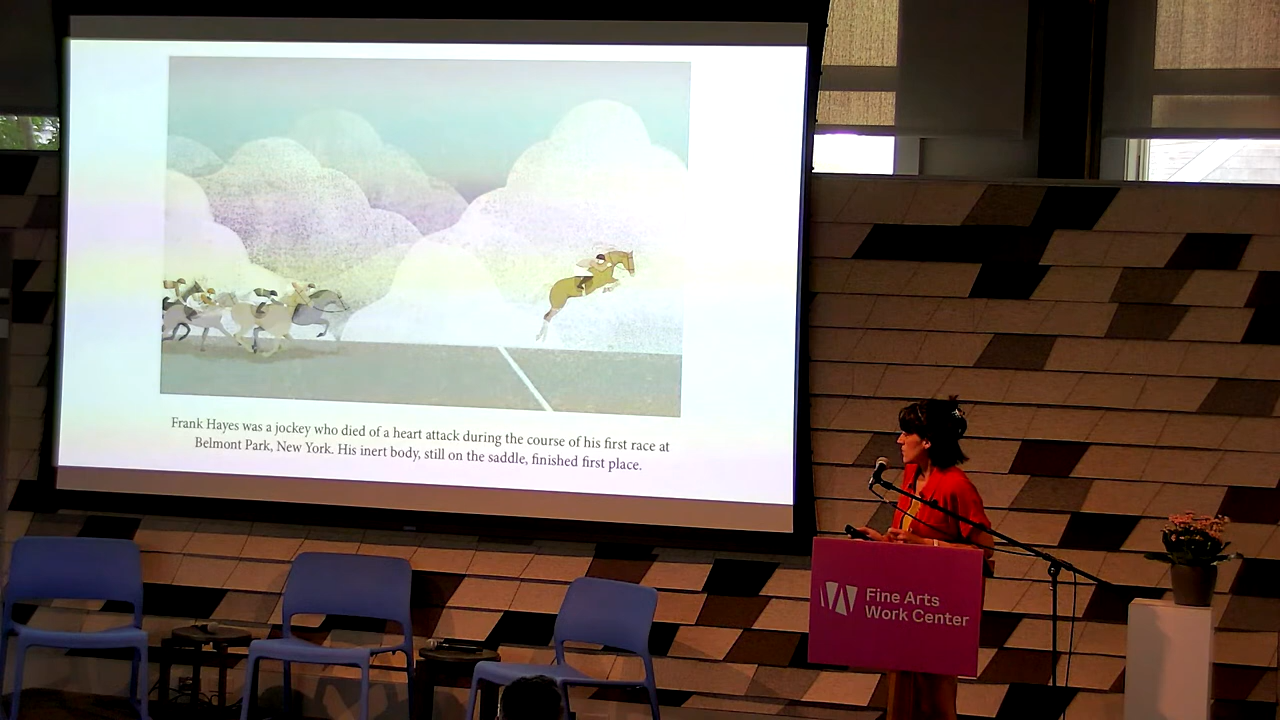 Frank Hayes was a jockey who died of a heart attack during the course of his first race at
Belmont Park, New York. His inert body, still on the saddle, finished first place.
Fine Arts
Work Center